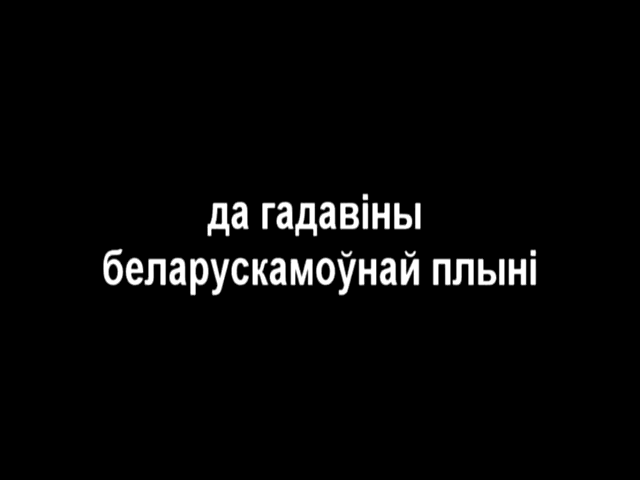 да гадавіны
беларускамоўнай плыні